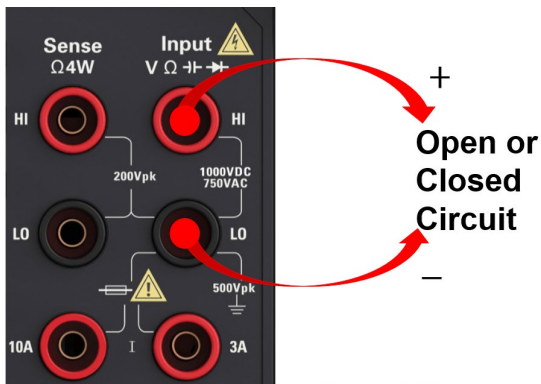 Sense
Ω4W
Input
V Ω
HI
HI
200Vpk
1000VDC
750VAC
LO
LO
500Vpk
10A
I
3A
+
Open or
Closed
Circuit
−